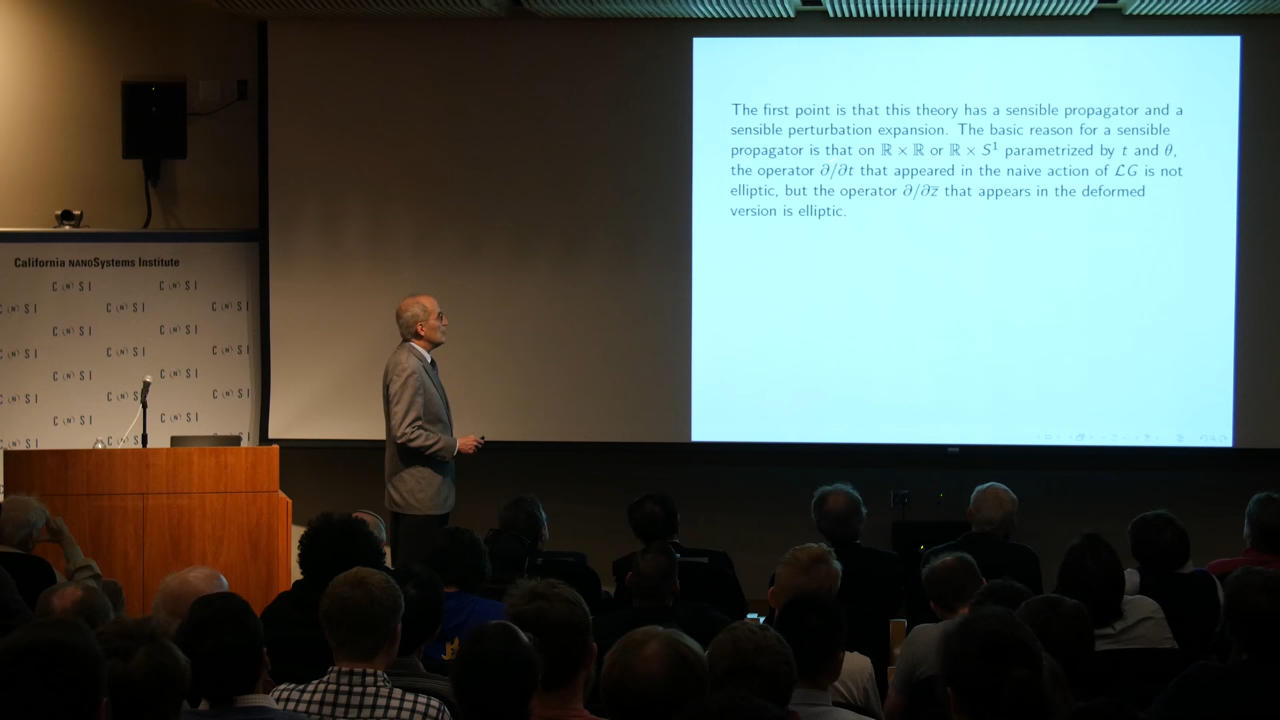 The first point is that this theory has a sensible propagator and a
sensible perturbation expansion. The basic reason for a sensible
propagator is that on ℝ × ℝ or ℝ × S¹ parametrized by t and θ,
the operator ∂/∂t that appeared in the naive action of ℒG is not
elliptic, but the operator ∂/∂z̅ that appears in the deformed
version is elliptic.
California NANOSystems Institute
C (N) S I C (N) S I
C (N) S I C (N) S I C (N) S I
C (N) S I C (N) S I
C (N) S I C (N) S I C (N) S I
C (N) S I C (N) S I
C (N) S I C (N) S I C (N) S I
C (N) S I C (N) S I
C (N) S I C (N) S I C (N) S I